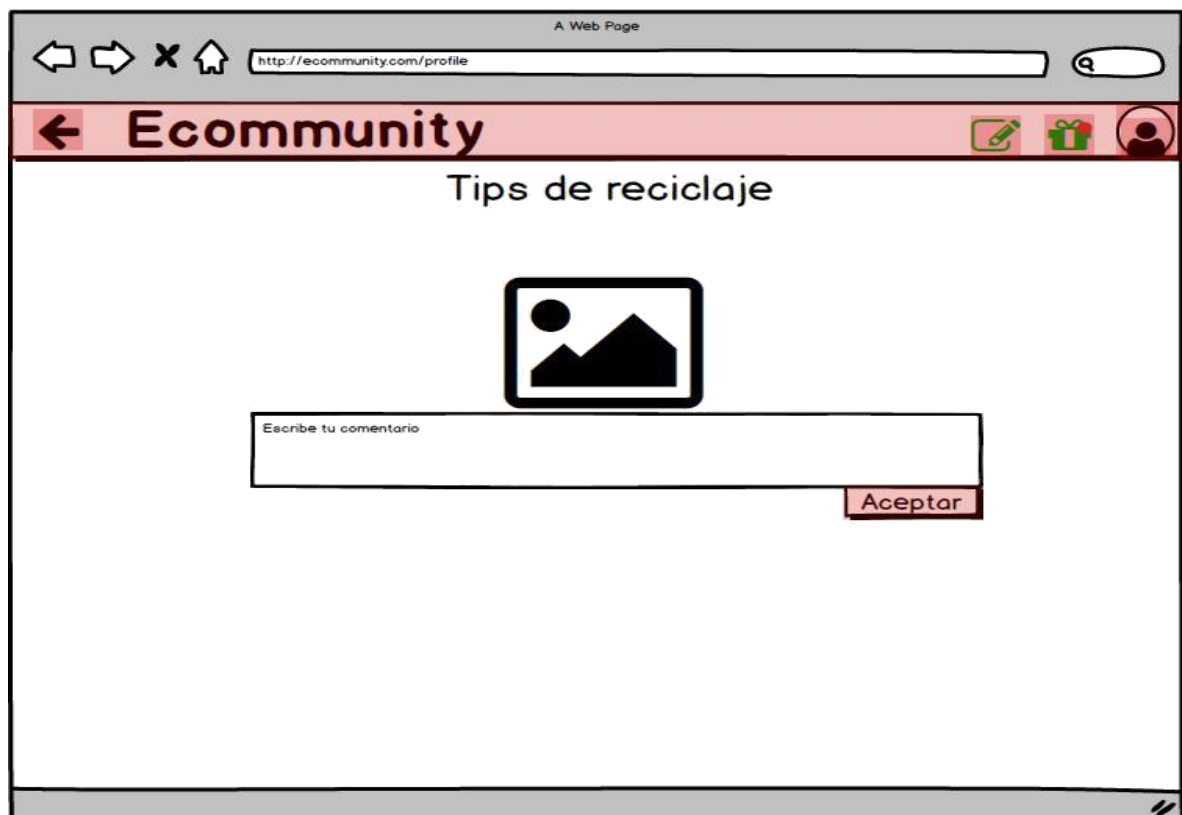 A Web Page
http://ecommunity.com/profile
Ecommunity
Tips de reciclaje
Escribe tu comentario
Aceptar